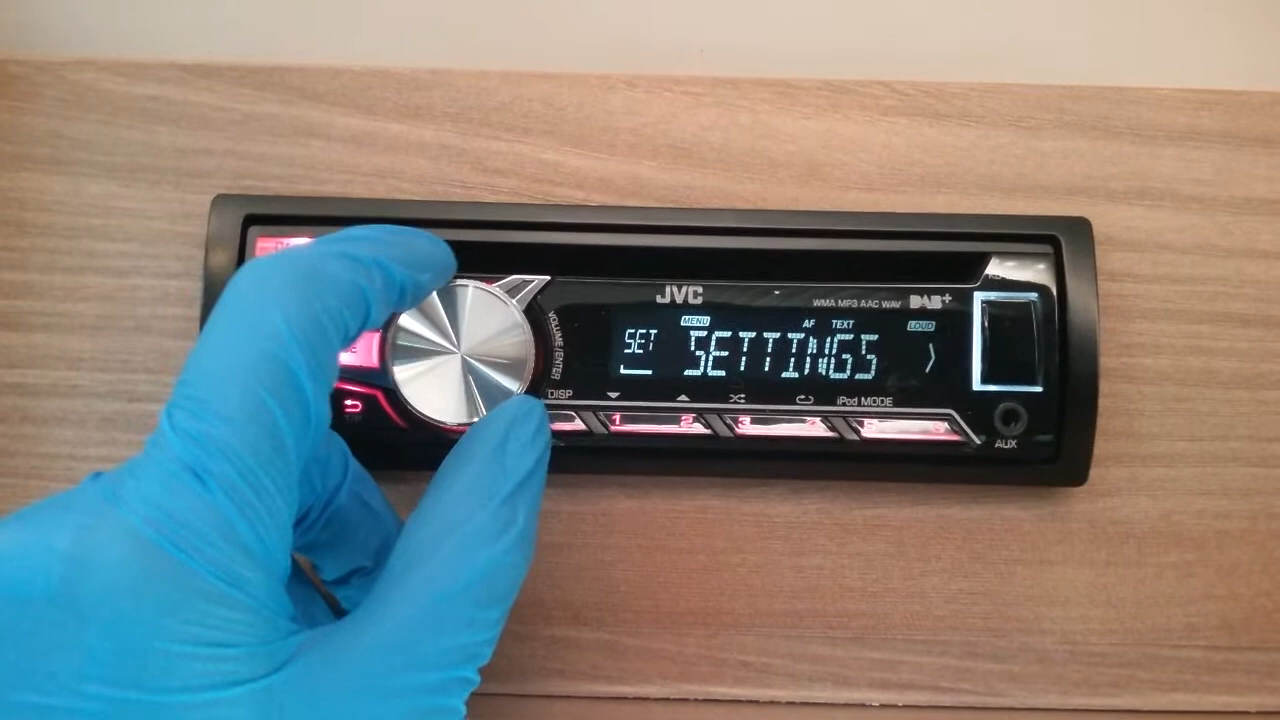 JVC
WMA MP3 AAC WAV DAB+
VOLUME/ENTER
MENU AF TEXT LOUD
SET SETTINGS
DISP iPod MODE
1 2 3 4 5 6
AUX